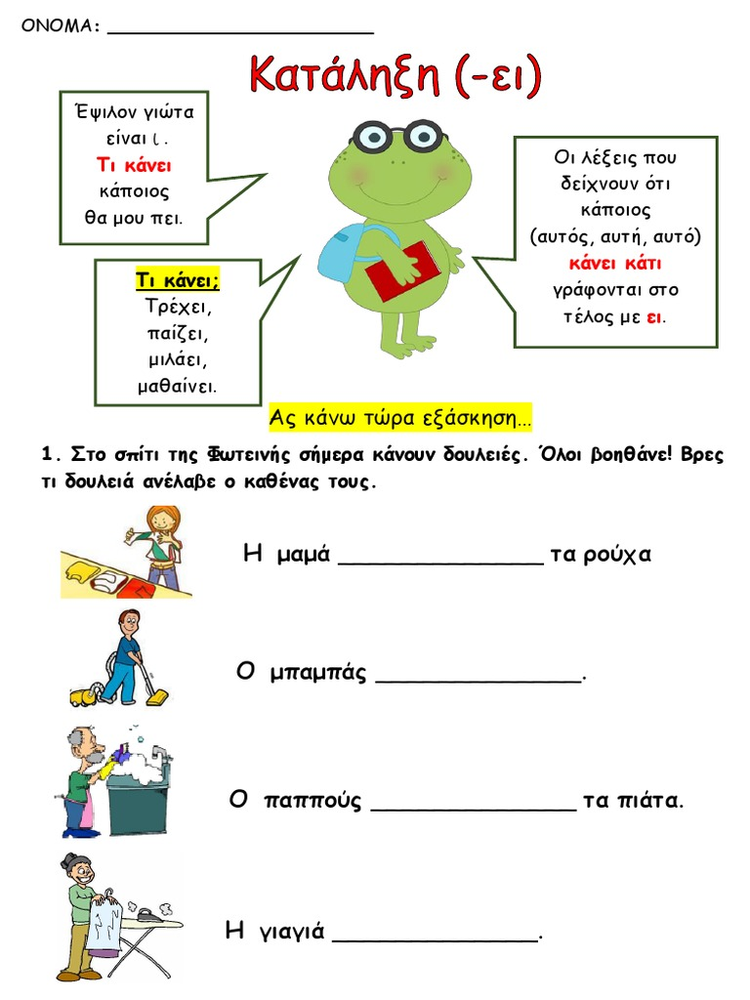 ΟΝΟΜΑ: __________________________
Κατάληξη (-ει)
Έψιλον γιώτα
είναι ι .
Τι κάνει
κάποιος
θα μου πει.
Οι λέξεις που
δείχνουν ότι
κάποιος
(αυτός, αυτή, αυτό)
κάνει κάτι
γράφονται στο
τέλος με ει.
Τι κάνει;
Τρέχει,
παίζει,
μιλάει,
μαθαίνει.
Ας κάνω τώρα εξάσκηση…
1. Στο σπίτι της Φωτεινής σήμερα κάνουν δουλειές. Όλοι βοηθάνε! Βρες
τι δουλειά ανέλαβε ο καθένας τους.
Η μαμά _______________ τα ρούχα
Ο μπαμπάς _______________.
Ο παππούς _______________ τα πιάτα.
Η γιαγιά _______________.